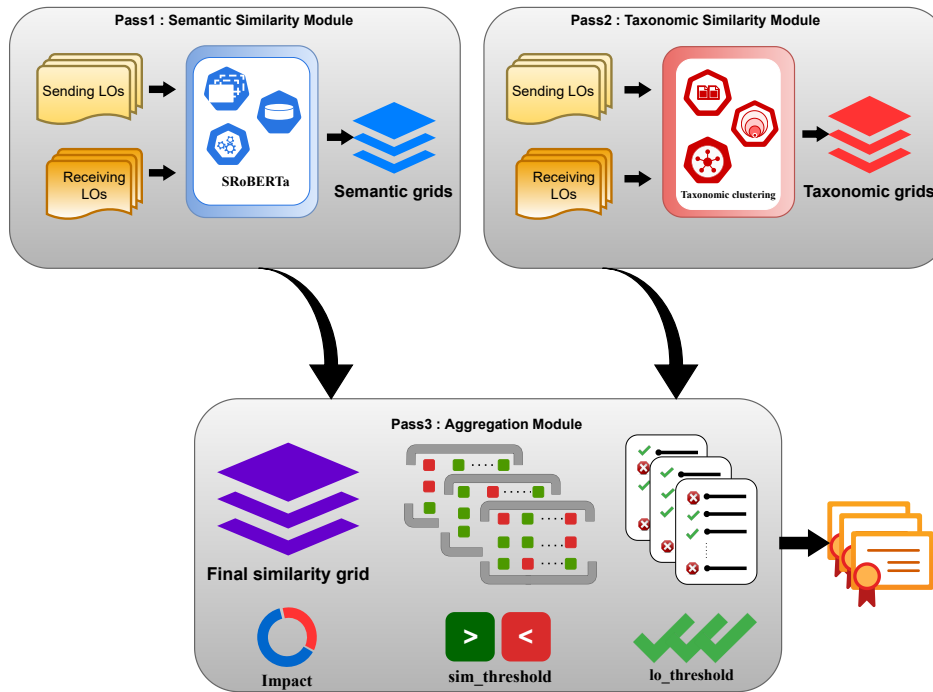 Pass1 : Semantic Similarity Module
Sending LOs
Receiving
LOs
SRoBERTa
Semantic grids
Pass2 : Taxonomic Similarity Module
Sending LOs
Receiving
LOs
Taxonomic clustering
Taxonomic grids
Pass3 : Aggregation Module
Final similarity grid
Impact
> <
sim_threshold
lo_threshold